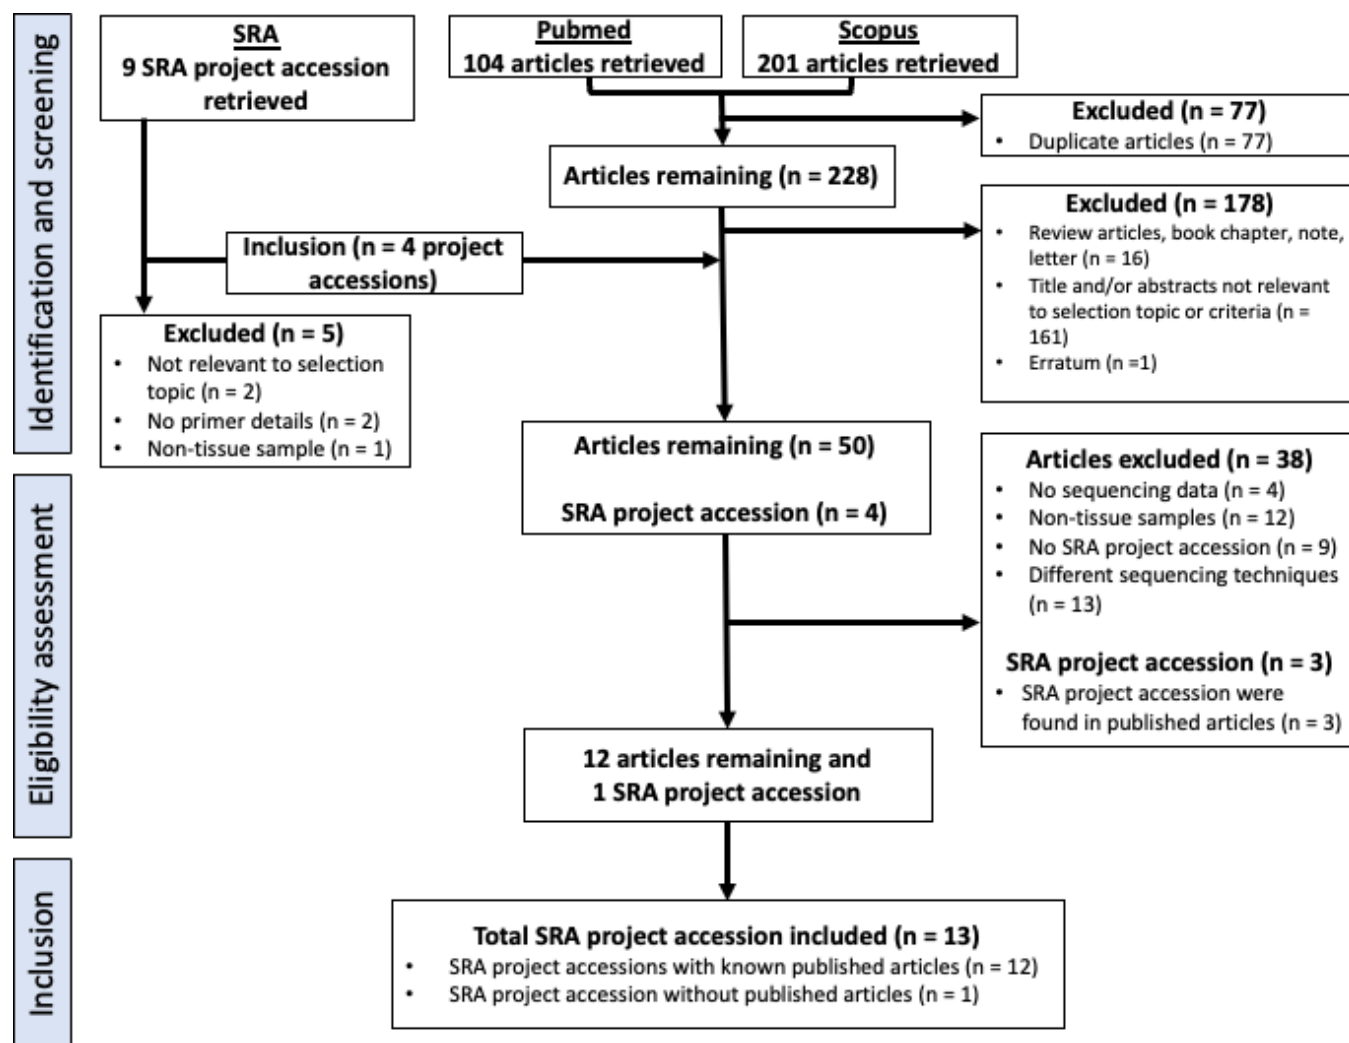 Identification and screening
SRA
9 SRA project accession
retrieved
Pubmed
104 articles retrieved
Scopus
201 articles retrieved
Excluded (n = 77)
• Duplicate articles (n = 77)
Articles remaining (n = 228)
Excluded (n = 178)
• Review articles, book chapter, note,
letter (n = 16)
• Title and/or abstracts not relevant
to selection topic or criteria (n =
161)
• Erratum (n =1)
Inclusion (n = 4 project
accessions)
Excluded (n = 5)
• Not relevant to selection
topic (n = 2)
• No primer details (n = 2)
• Non-tissue sample (n = 1)
Articles remaining (n = 50)
SRA project accession (n = 4)
Eligibility assessment
Articles excluded (n = 38)
• No sequencing data (n = 4)
• Non-tissue samples (n = 12)
• No SRA project accession (n = 9)
• Different sequencing techniques
(n = 13)
SRA project accession (n = 3)
• SRA project accession were
found in published articles (n = 3)
12 articles remaining and
1 SRA project accession
Inclusion
Total SRA project accession included (n = 13)
• SRA project accessions with known published articles (n = 12)
• SRA project accession without published articles (n = 1)